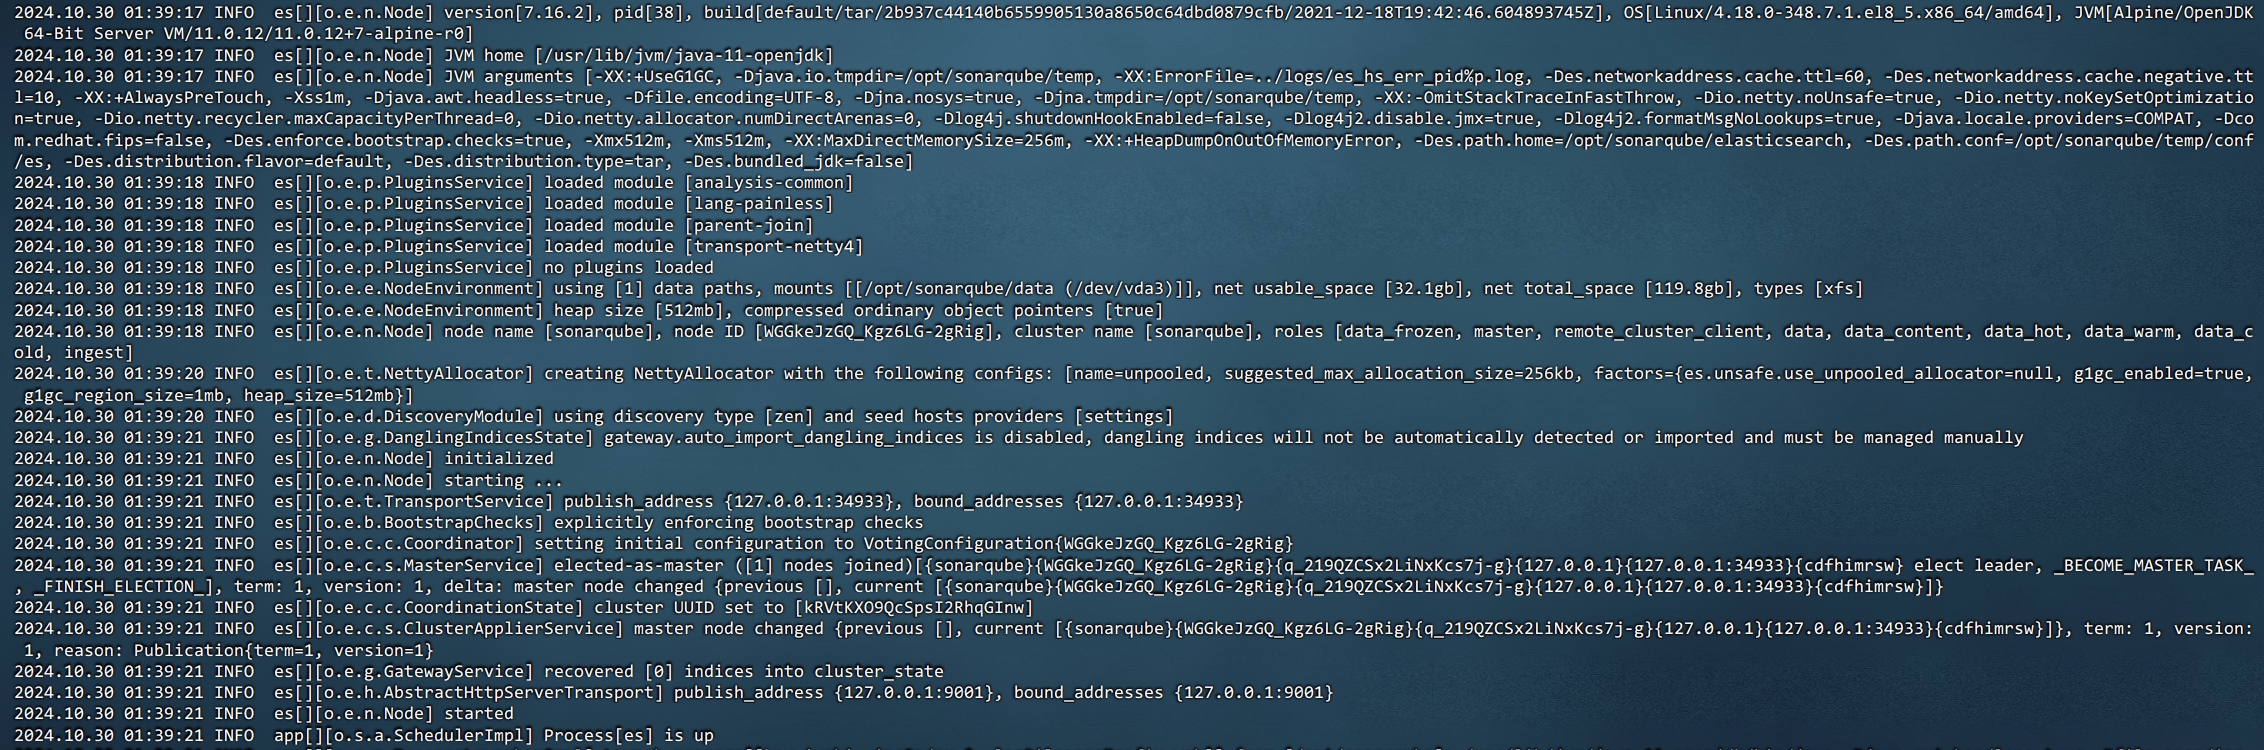 2024.10.30 01:39:17 INFO  es[][o.e.n.Node] version[7.16.2], pid[38], build[default/tar/2b937c44140b6559905130a8650c64dbd0879cfb/2021-12-18T19:42:46.604893745Z], OS[Linux/4.18.0-348.7.1.el8_5.x86_64/amd64], JVM[Alpine/OpenJDK
 64-Bit Server VM/11.0.12/11.0.12+7-alpine-r0]
2024.10.30 01:39:17 INFO  es[][o.e.n.Node] JVM home [/usr/lib/jvm/java-11-openjdk]
2024.10.30 01:39:17 INFO  es[][o.e.n.Node] JVM arguments [-XX:+UseG1GC, -Djava.io.tmpdir=/opt/sonarqube/temp, -XX:ErrorFile=../logs/es_hs_err_pid%p.log, -Des.networkaddress.cache.ttl=60, -Des.networkaddress.cache.negative.tt
l=10, -XX:+AlwaysPreTouch, -Xss1m, -Djava.awt.headless=true, -Dfile.encoding=UTF-8, -Djna.nosys=true, -Djna.tmpdir=/opt/sonarqube/temp, -XX:-OmitStackTraceInFastThrow, -Dio.netty.noUnsafe=true, -Dio.netty.noKeySetOptimizatio
n=true, -Dio.netty.recycler.maxCapacityPerThread=0, -Dio.netty.allocator.numDirectArenas=0, -Dlog4j.shutdownHookEnabled=false, -Dlog4j2.disable.jmx=true, -Dlog4j2.formatMsgNoLookups=true, -Djava.locale.providers=COMPAT, -Dco
m.redhat.fips=false, -Des.enforce.bootstrap.checks=true, -Xmx512m, -Xms512m, -XX:MaxDirectMemorySize=256m, -XX:+HeapDumpOnOutOfMemoryError, -Des.path.home=/opt/sonarqube/elasticsearch, -Des.path.conf=/opt/sonarqube/temp/conf
/es, -Des.distribution.flavor=default, -Des.distribution.type=tar, -Des.bundled_jdk=false]
2024.10.30 01:39:18 INFO  es[][o.e.p.PluginsService] loaded module [analysis-common]
2024.10.30 01:39:18 INFO  es[][o.e.p.PluginsService] loaded module [lang-painless]
2024.10.30 01:39:18 INFO  es[][o.e.p.PluginsService] loaded module [parent-join]
2024.10.30 01:39:18 INFO  es[][o.e.p.PluginsService] loaded module [transport-netty4]
2024.10.30 01:39:18 INFO  es[][o.e.p.PluginsService] no plugins loaded
2024.10.30 01:39:18 INFO  es[][o.e.e.NodeEnvironment] using [1] data paths, mounts [[/opt/sonarqube/data (/dev/vda3)]], net usable_space [32.1gb], net total_space [119.8gb], types [xfs]
2024.10.30 01:39:18 INFO  es[][o.e.e.NodeEnvironment] heap size [512mb], compressed ordinary object pointers [true]
2024.10.30 01:39:18 INFO  es[][o.e.n.Node] node name [sonarqube], node ID [WGGkeJzGQ_Kgz6LG-2gRig], cluster name [sonarqube], roles [data_frozen, master, remote_cluster_client, data, data_content, data_hot, data_warm, data_c
old, ingest]
2024.10.30 01:39:20 INFO  es[][o.e.t.NettyAllocator] creating NettyAllocator with the following configs: [name=unpooled, suggested_max_allocation_size=256kb, factors={es.unsafe.use_unpooled_allocator=null, g1gc_enabled=true,
 g1gc_region_size=1mb, heap_size=512mb}]
2024.10.30 01:39:20 INFO  es[][o.e.d.DiscoveryModule] using discovery type [zen] and seed hosts providers [settings]
2024.10.30 01:39:21 INFO  es[][o.e.g.DanglingIndicesState] gateway.auto_import_dangling_indices is disabled, dangling indices will not be automatically detected or imported and must be managed manually
2024.10.30 01:39:21 INFO  es[][o.e.n.Node] initialized
2024.10.30 01:39:21 INFO  es[][o.e.n.Node] starting ...
2024.10.30 01:39:21 INFO  es[][o.e.t.TransportService] publish_address {127.0.0.1:34933}, bound_addresses {127.0.0.1:34933}
2024.10.30 01:39:21 INFO  es[][o.e.b.BootstrapChecks] explicitly enforcing bootstrap checks
2024.10.30 01:39:21 INFO  es[][o.e.c.c.Coordinator] setting initial configuration to VotingConfiguration{WGGkeJzGQ_Kgz6LG-2gRig}
2024.10.30 01:39:21 INFO  es[][o.e.c.s.MasterService] elected-as-master ([1] nodes joined)[{sonarqube}{WGGkeJzGQ_Kgz6LG-2gRig}{q_219QZCSx2LiNxKcs7j-g}{127.0.0.1}{127.0.0.1:34933}{cdfhimrsw} elect leader, _BECOME_MASTER_TASK_
, _FINISH_ELECTION_], term: 1, version: 1, delta: master node changed {previous [], current [{sonarqube}{WGGkeJzGQ_Kgz6LG-2gRig}{q_219QZCSx2LiNxKcs7j-g}{127.0.0.1}{127.0.0.1:34933}{cdfhimrsw}]}
2024.10.30 01:39:21 INFO  es[][o.e.c.c.CoordinationState] cluster UUID set to [kRVtKXO9QcSpsI2RhqGInw]
2024.10.30 01:39:21 INFO  es[][o.e.c.s.ClusterApplierService] master node changed {previous [], current [{sonarqube}{WGGkeJzGQ_Kgz6LG-2gRig}{q_219QZCSx2LiNxKcs7j-g}{127.0.0.1}{127.0.0.1:34933}{cdfhimrsw}]}, term: 1, version:
 1, reason: Publication{term=1, version=1}
2024.10.30 01:39:21 INFO  es[][o.e.g.GatewayService] recovered [0] indices into cluster_state
2024.10.30 01:39:21 INFO  es[][o.e.h.AbstractHttpServerTransport] publish_address {127.0.0.1:9001}, bound_addresses {127.0.0.1:9001}
2024.10.30 01:39:21 INFO  es[][o.e.n.Node] started
2024.10.30 01:39:21 INFO  app[][o.s.a.SchedulerImpl] Process[es] is up